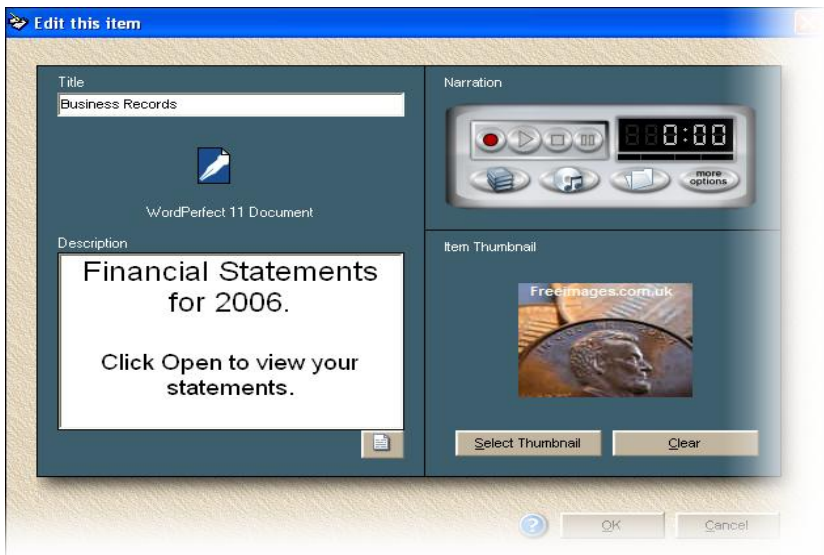 Edit this item
Title
Business Records
WordPerfect 11 Document
Description
Financial Statements
for 2006.
Click Open to view your
statements.
Narration
0:00
more
options
Item Thumbnail
Freeimages.com.uk
Select Thumbnail
Clear
?
OK
Cancel